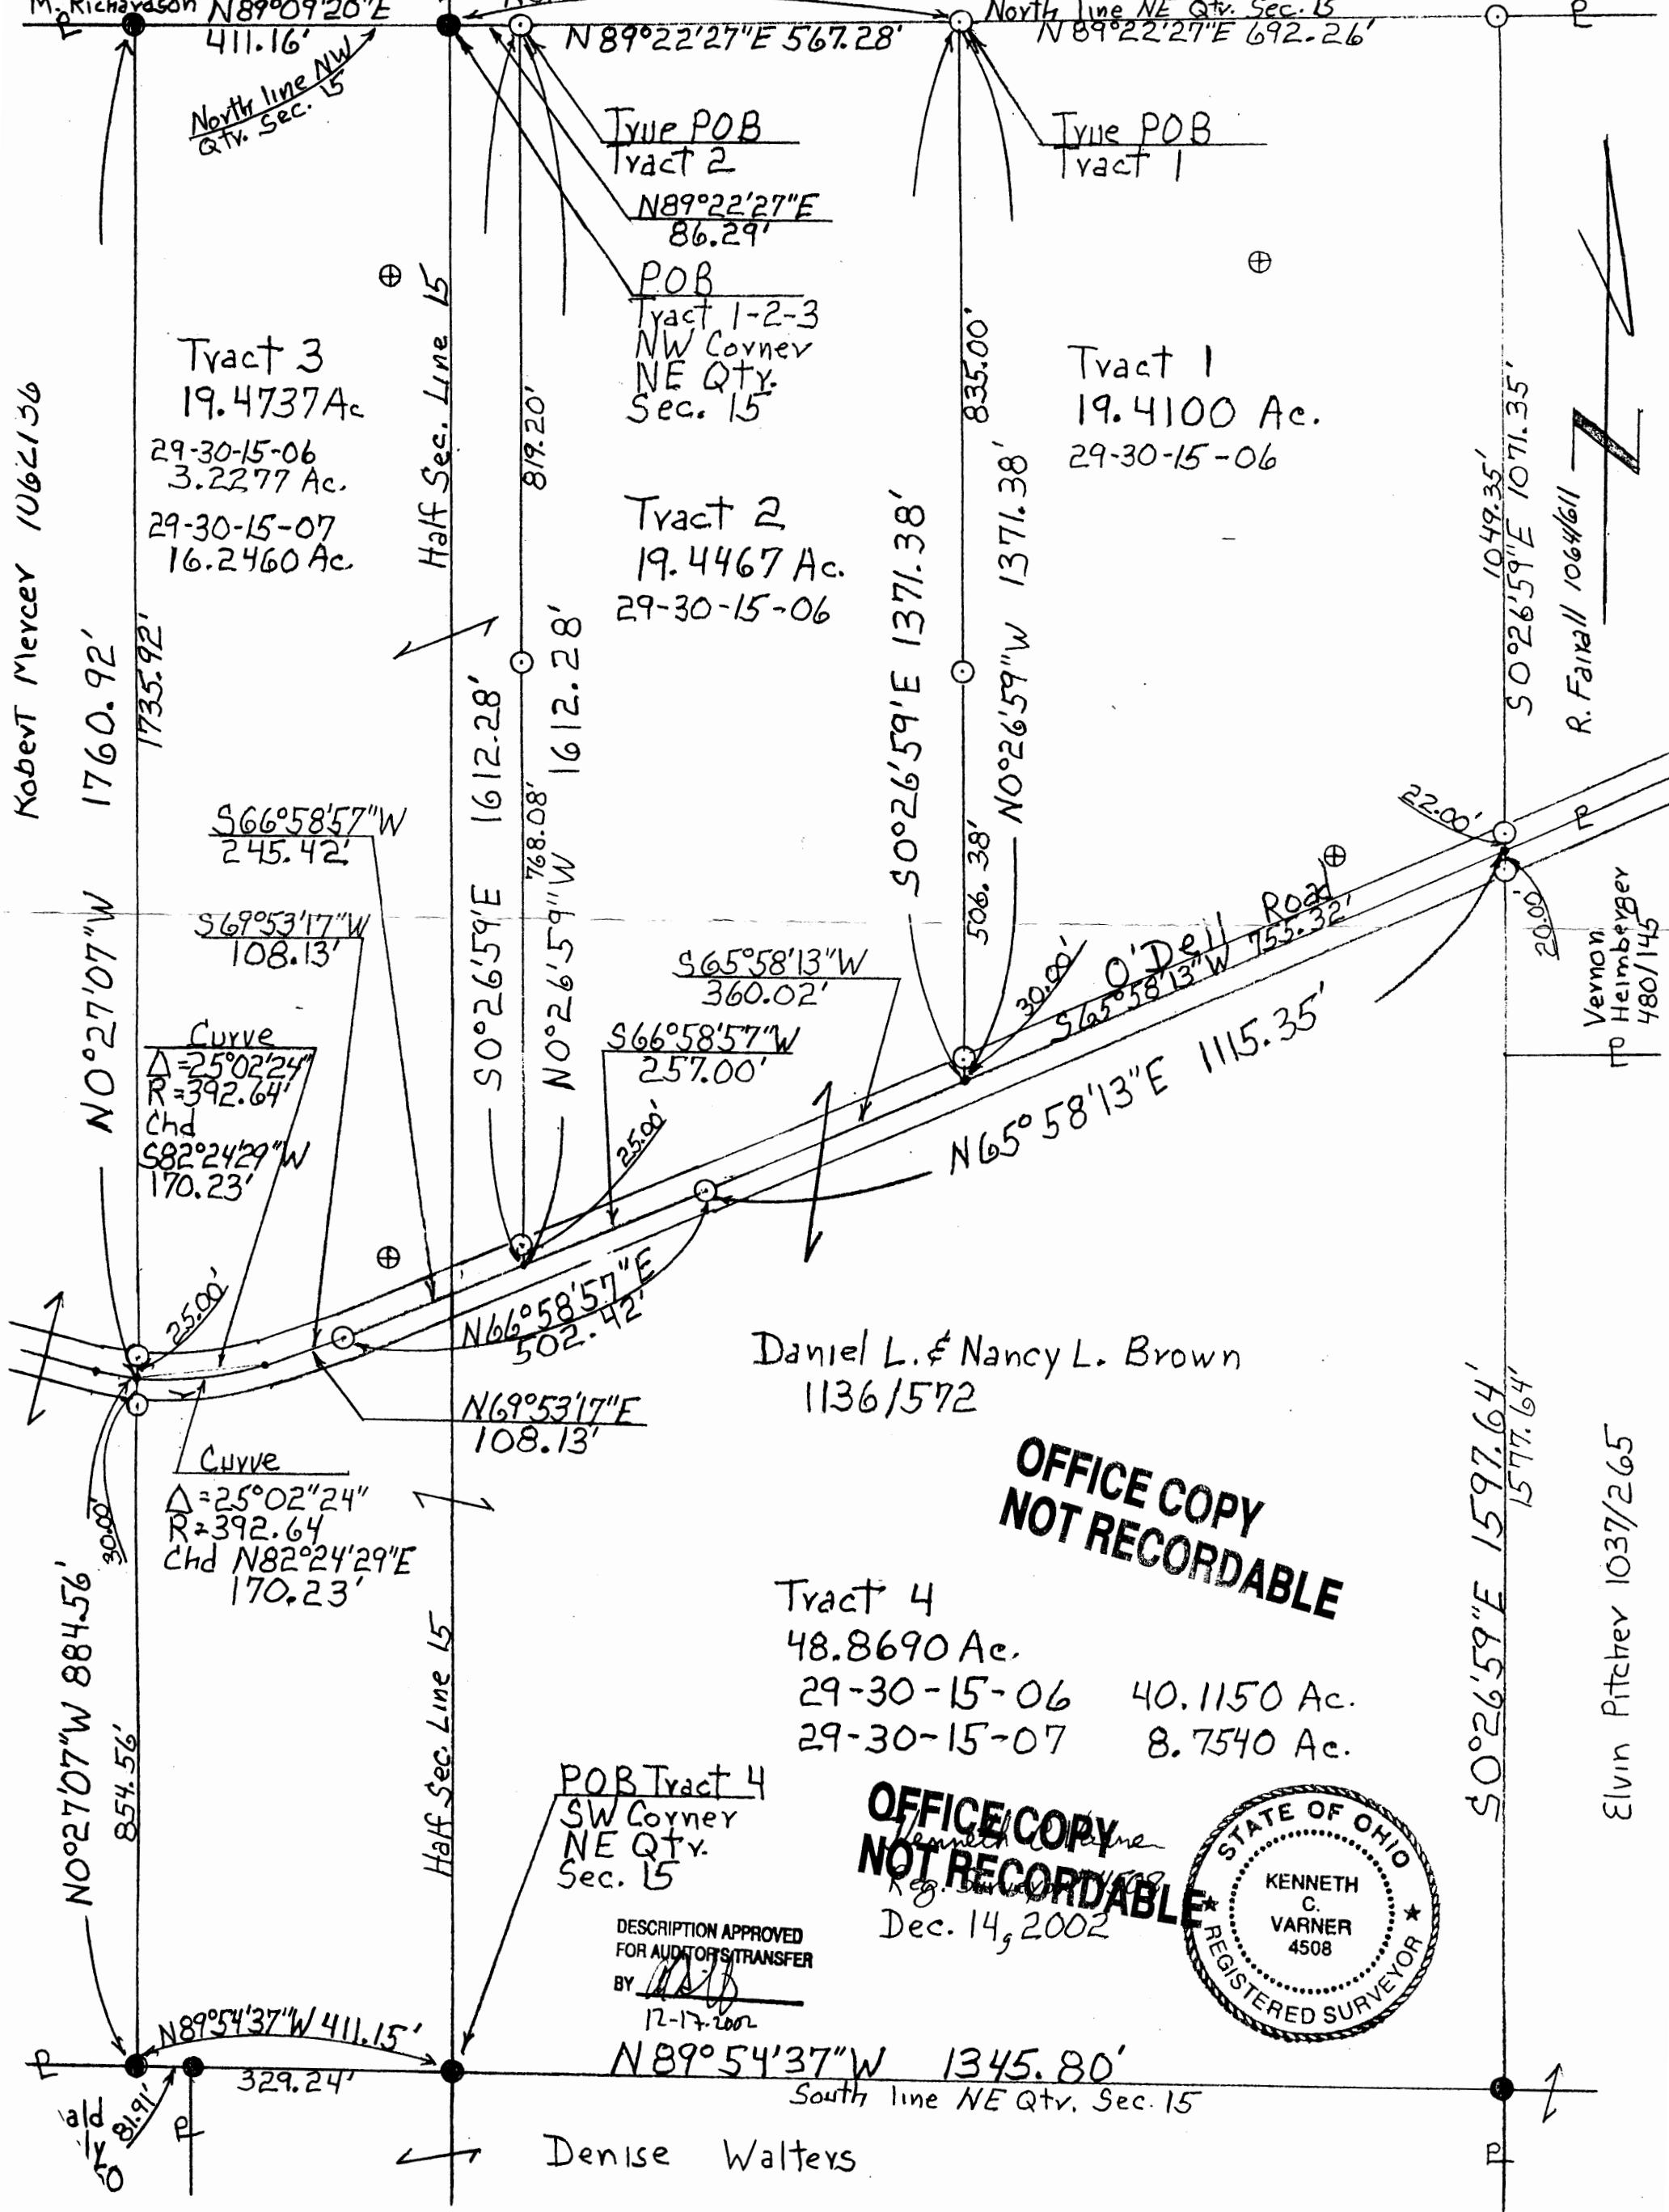 M. Richardson N89°09'20"E
411.16'
North line NW
Qtr. Sec. 15
N89°22'27"E 567.28'
North line NE Qtr. Sec. 15
N89°22'27"E 692.26'
True POB
Tract 2
N89°22'27"E
86.29'
POB
Tract 1-2-3
NW Corner
NE Qtr.
Sec. 15
True POB
Tract 1
Tract 3
19.4737Ac
29-30-15-06
3.2277 Ac.
29-30-15-07
16.2460 Ac.
Half Sec. Line 15
819.20'
Tract 2
19.4467 Ac.
29-30-15-06
835.00'
Tract 1
19.4100 Ac.
29-30-15-06
1049.35'
S0°26'59"E 1071.35'
R. Fairall 1064/611
Robert Mercer
N0°27'07"W 1760.92'
1735.92'
S0°26'59'E 1612.28'
768.08'
N0°26'59"W 1612.28'
S0°26'59'E 1371.38'
506.38'
N0°26'59"W 1371.38'
S66°58'57"W
245.42'
S69°53'17"W
108.13'
Curve
Δ=25°02'24"
R=392.64'
Chd
S82°24'29"W
170.23'
S65°58'13"W
360.02'
S66°58'57"W
257.00'
25.00'
30.00'
O'Dell Road
S65°58'13"W 755.32'
22.00'
20.00'
Vernon
Heimberger
480/145
N65°58'13"E 1115.35'
25.00'
N66°58'57"E
502.42'
N69°53'17"E
108.13'
Curve
Δ=25°02"24"
R=392.64
Chd N82°24'29"E
170.23'
30.00'
Daniel L. & Nancy L. Brown
1136/572
OFFICE COPY
NOT RECORDABLE
Tract 4
48.8690 Ac.
29-30-15-06 40.1150 Ac.
29-30-15-07 8.7540 Ac.
N0°27'07"W 884.56'
854.56'
Half Sec. Line 15
S0°26'59"E 1597.64'
1577.64'
Elvin Pitcher 1037/265
POB Tract 4
SW Corner
NE Qtr.
Sec. 15
OFFICE COPY
NOT RECORDABLE
Kenneth
Reg.
Dec. 14, 2002
STATE OF OHIO
KENNETH
C.
VARNER
4508
REGISTERED SURVEYOR
DESCRIPTION APPROVED
FOR AUDITOR'S TRANSFER
BY
12-17-2002
N89°54'37"W 411.15'
329.24'
81.91'
N89°54'37"W 1345.80'
South line NE Qtr. Sec. 15
Denise Walters